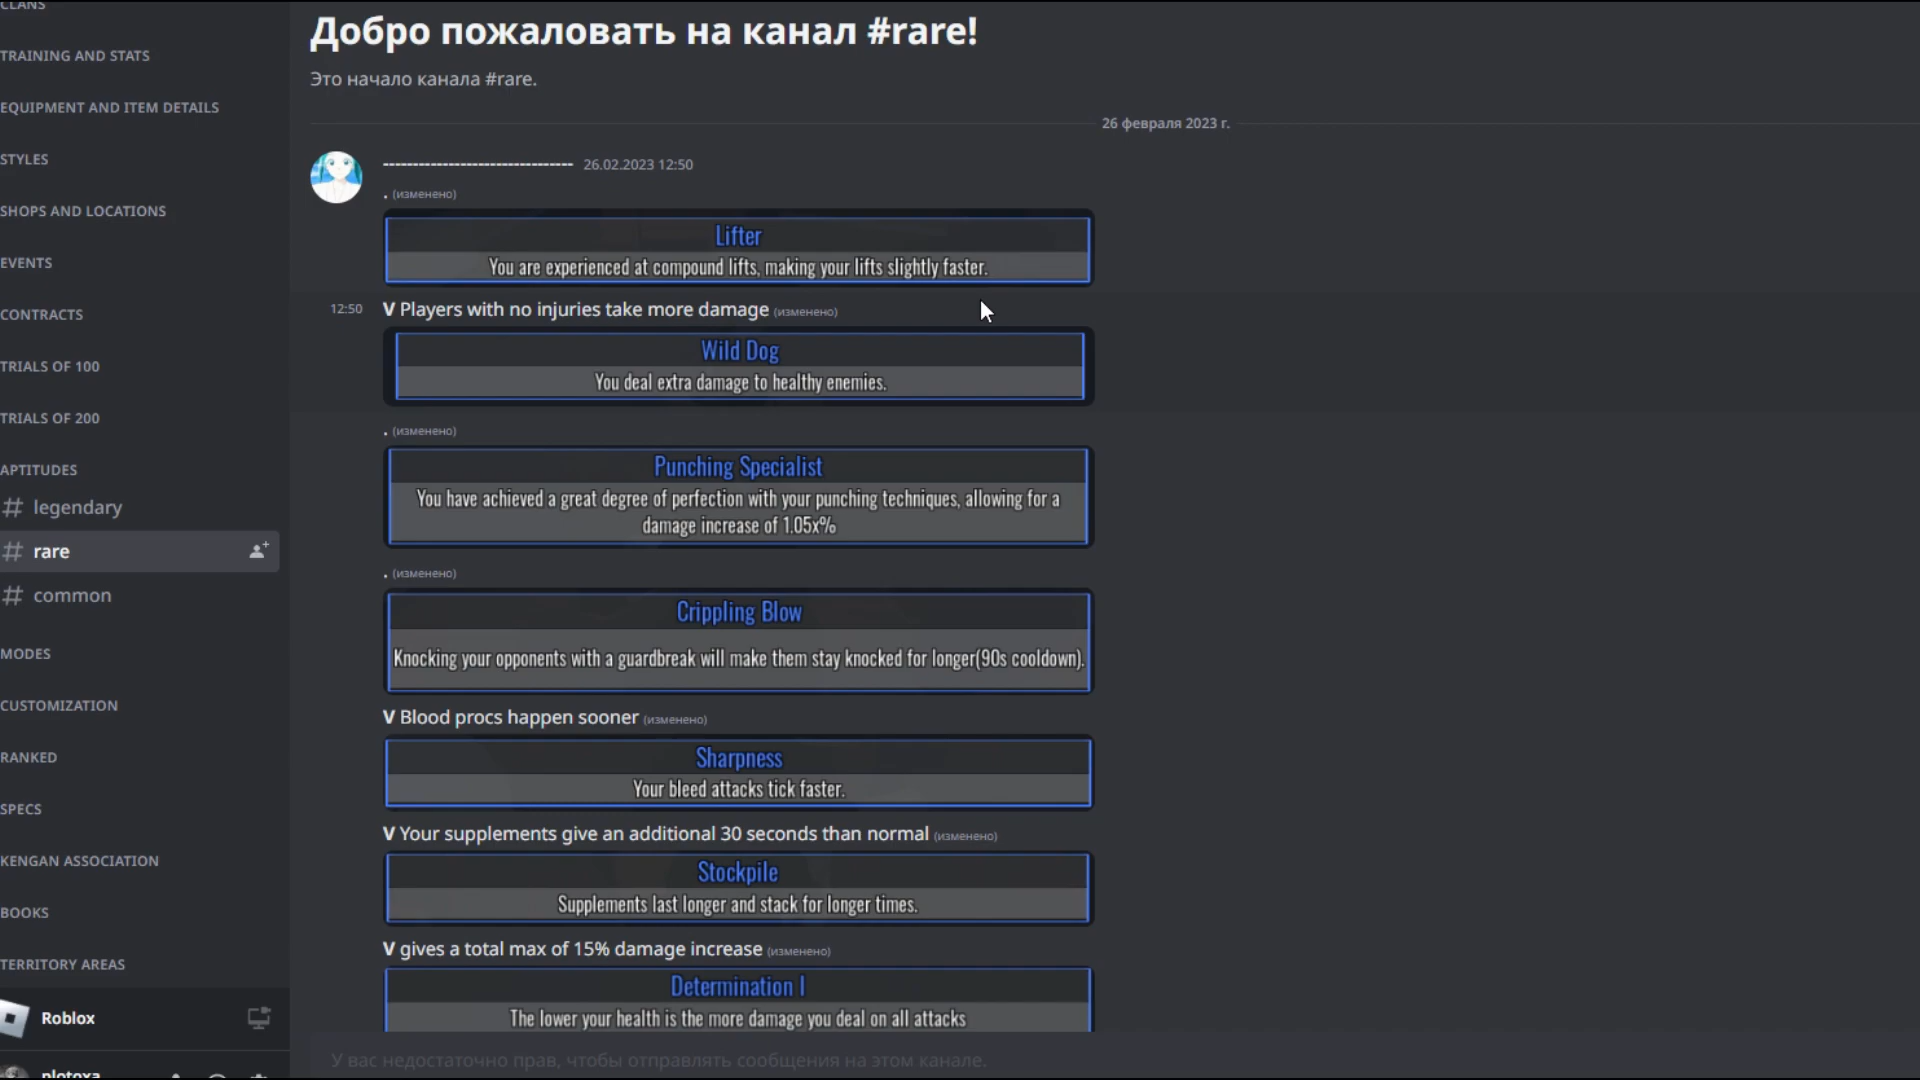 CLANS
TRAINING AND STATS
EQUIPMENT AND ITEM DETAILS
STYLES
SHOPS AND LOCATIONS
EVENTS
CONTRACTS
TRIALS OF 100
TRIALS OF 200
APTITUDES
# legendary
# rare
# common
MODES
CUSTOMIZATION
RANKED
SPECS
KENGAN ASSOCIATION
BOOKS
TERRITORY AREAS
Roblox
plotoxa
Добро пожаловать на канал #rare!
Это начало канала #rare.
26 февраля 2023 г.
-------------------------------- 26.02.2023 12:50
. (изменено)
Lifter
You are experienced at compound lifts, making your lifts slightly faster.
12:50 V Players with no injuries take more damage (изменено)
Wild Dog
You deal extra damage to healthy enemies.
. (изменено)
Punching Specialist
You have achieved a great degree of perfection with your punching techniques, allowing for a
damage increase of 1.05x%
. (изменено)
Crippling Blow
Knocking your opponents with a guardbreak will make them stay knocked for longer(90s cooldown).
V Blood procs happen sooner (изменено)
Sharpness
Your bleed attacks tick faster.
V Your supplements give an additional 30 seconds than normal (изменено)
Stockpile
Supplements last longer and stack for longer times.
V gives a total max of 15% damage increase (изменено)
Determination I
The lower your health is the more damage you deal on all attacks
У вас недостаточно прав, чтобы отправлять сообщения на этом канале.